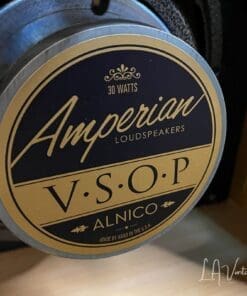 30 WATTS
Amperian
LOUDSPEAKERS
V·S·O·P
ALNICO
MADE BY HAND IN THE U.S.A.